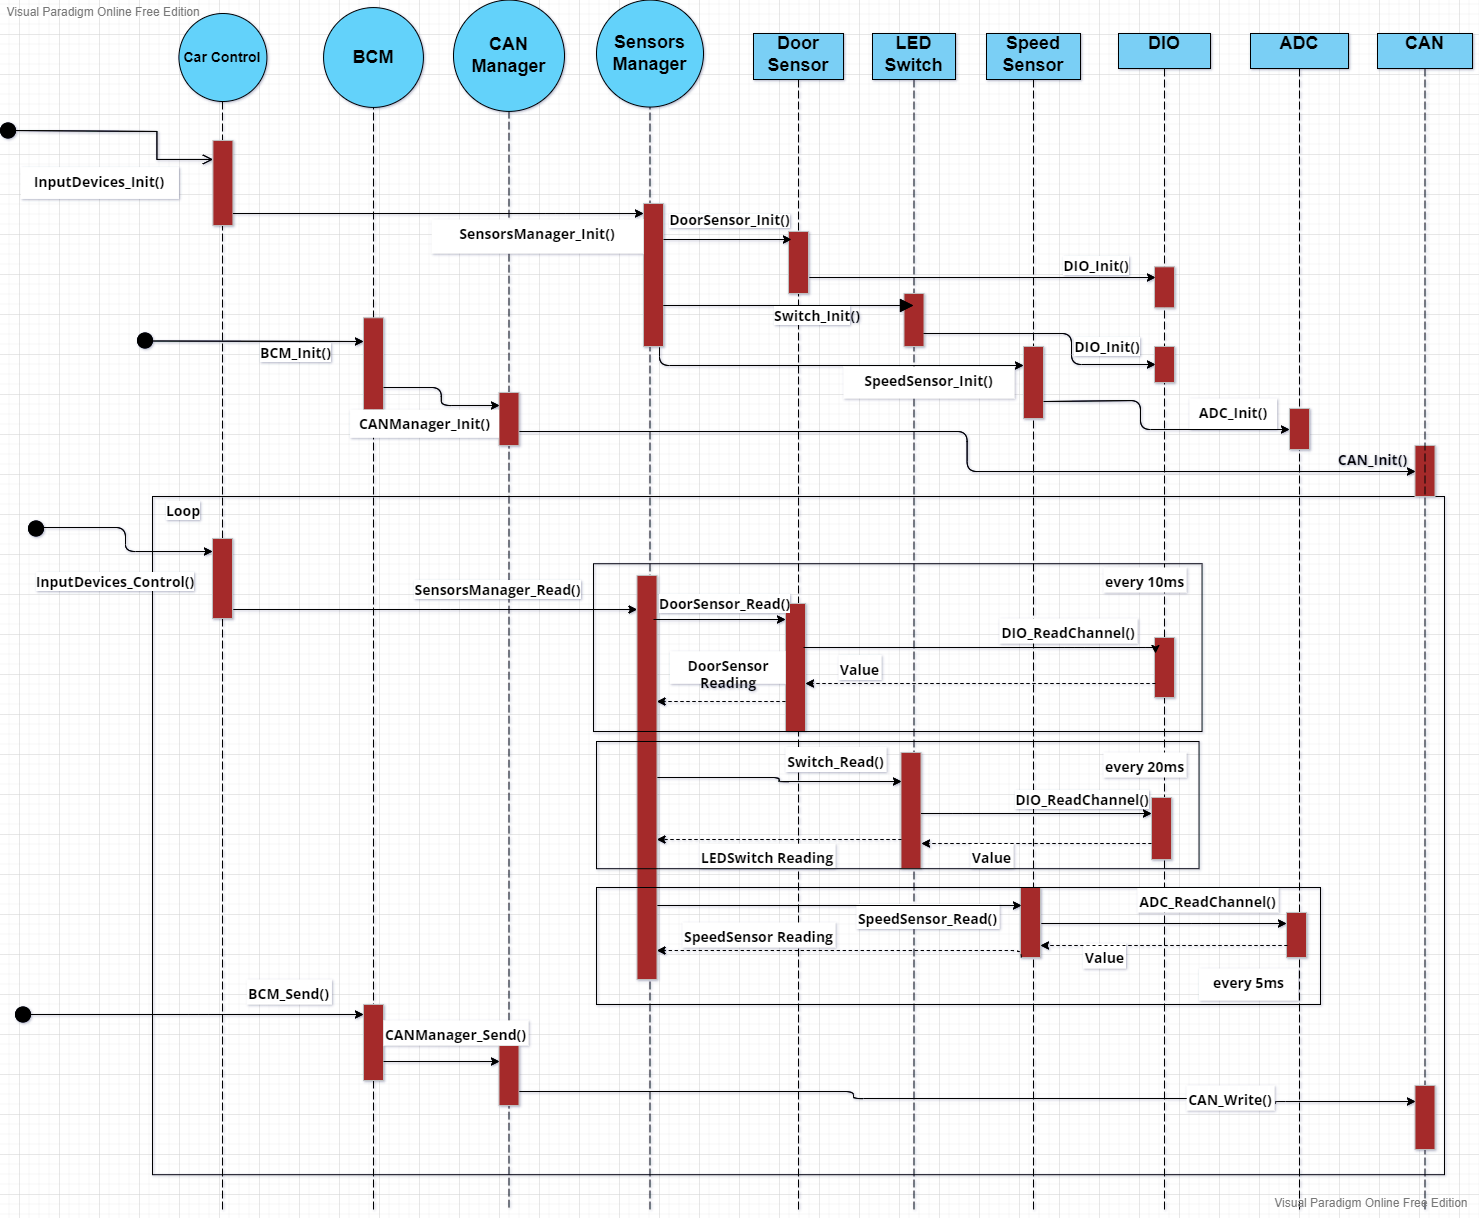 Visual Paradigm Online Free Edition
Car Control
BCM
CAN
Manager
Sensors
Manager
Door
Sensor
LED
Switch
Speed
Sensor
DIO
ADC
CAN
InputDevices_Init()
SensorsManager_Init()
DoorSensor_Init()
DIO_Init()
Switch_Init()
BCM_Init()
DIO_Init()
SpeedSensor_Init()
CANManager_Init()
ADC_Init()
CAN_Init()
Loop
InputDevices_Control()
SensorsManager_Read()
every 10ms
DoorSensor_Read()
DIO_ReadChannel()
DoorSensor
Reading
Value
Switch_Read()
every 20ms
DIO_ReadChannel()
LEDSwitch Reading
Value
ADC_ReadChannel()
SpeedSensor_Read()
SpeedSensor Reading
Value
every 5ms
BCM_Send()
CANManager_Send()
CAN_Write()
Visual Paradigm Online Free Edition